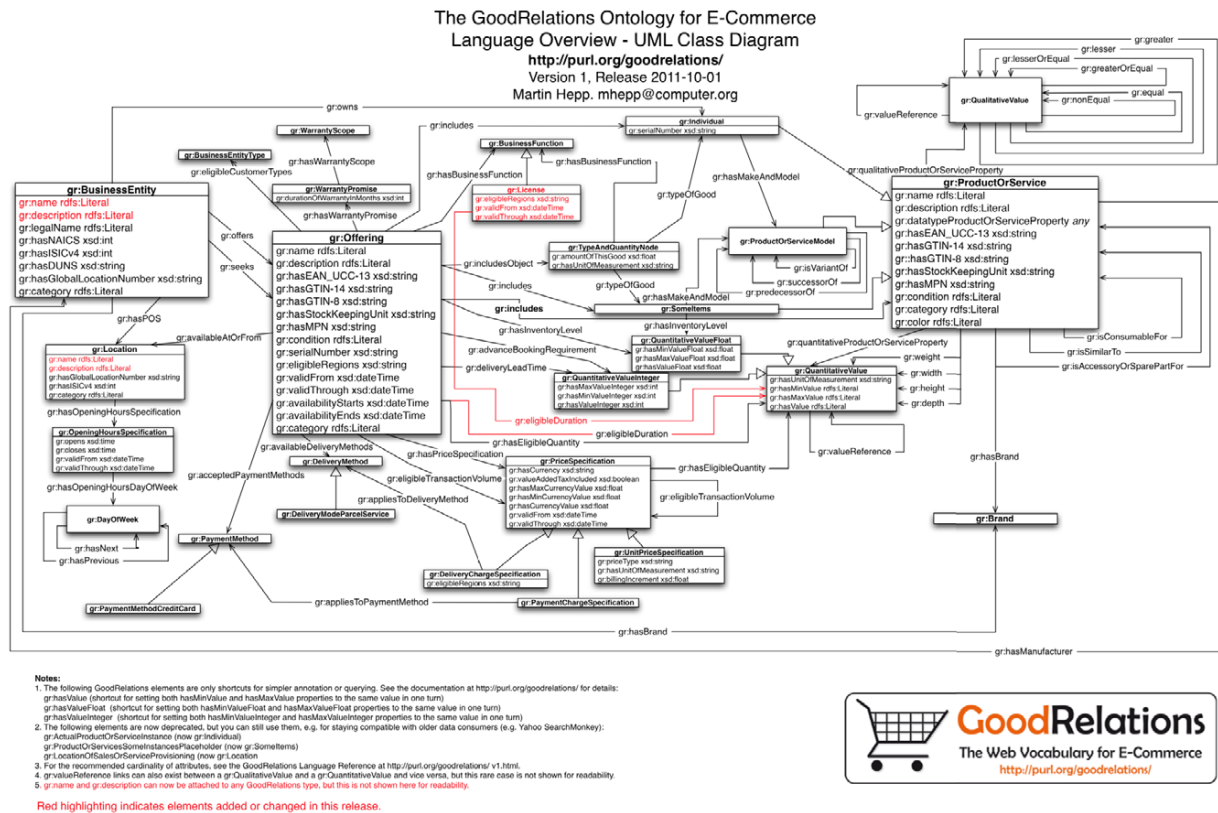 The GoodRelations Ontology for E-Commerce
Language Overview - UML Class Diagram
http://purl.org/goodrelations/
Version 1, Release 2011-10-01
Martin Hepp. mhepp@computer.org
gr:greater
gr:lesser
gr:lesserOrEqual
gr:greaterOrEqual
gr:equal
gr:nonEqual
gr:QualitativeValue
gr:valueReference
gr:qualitativeProductOrServiceProperty
gr:owns
gr:includes
gr:Individual
gr:serialNumber xsd:string
gr:WarrantyScope
gr:hasWarrantyScope
gr:BusinessEntityType
gr:eligibleCustomerTypes
gr:WarrantyPromise
gr:durationOfWarrantyInMonths xsd:int
gr:hasWarrantyPromise
gr:BusinessFunction
gr:hasBusinessFunction
gr:hasBusinessFunction
gr:License
gr:eligibleRegions xsd:string
gr:validFrom xsd:dateTime
gr:validThrough xsd:dateTime
gr:typeOfGood
gr:hasMakeAndModel
gr:BusinessEntity
gr:name rdfs:Literal
gr:description rdfs:Literal
gr:legalName rdfs:Literal
gr:hasNAICS xsd:int
gr:hasISICv4 xsd:int
gr:hasDUNS xsd:string
gr:hasGlobalLocationNumber xsd:string
gr:category rdfs:Literal
gr:offers
gr:seeks
gr:Offering
gr:name rdfs:Literal
gr:description rdfs:Literal
gr:hasEAN_UCC-13 xsd:string
gr:hasGTIN-14 xsd:string
gr:hasGTIN-8 xsd:string
gr:hasStockKeepingUnit xsd:string
gr:hasMPN xsd:string
gr:condition rdfs:Literal
gr:serialNumber xsd:string
gr:eligibleRegions xsd:string
gr:validFrom xsd:dateTime
gr:validThrough xsd:dateTime
gr:availabilityStarts xsd:dateTime
gr:availabilityEnds xsd:dateTime
gr:category rdfs:Literal
gr:TypeAndQuantityNode
gr:amountOfThisGood xsd:float
gr:hasUnitOfMeasurement xsd:string
gr:includesObject
gr:typeOfGood
gr:includes
gr:includes
gr:hasMakeAndModel
gr:ProductOrServiceModel
gr:isVariantOf
gr:successorOf
gr:predecessorOf
gr:SomeItems
gr:ProductOrService
gr:name rdfs:Literal
gr:description rdfs:Literal
gr:datatypeProductOrServiceProperty any
gr:hasEAN_UCC-13 xsd:int
gr:hasGTIN-14 xsd:string
gr::hasGTIN-8 xsd:string
gr:hasStockKeepingUnit xsd:string
gr:hasMPN xsd:string
gr:condition rdfs:Literal
gr:category rdfs:Literal
gr:color rdfs:Literal
gr:isConsumableFor
gr:isSimilarTo
gr:isAccessoryOrSparePartFor
gr:hasPOS
gr:availableAtOrFrom
gr:Location
gr:name rdfs:Literal
gr:description rdfs:Literal
gr:hasGlobalLocationNumber xsd:string
gr:hasISICv4 xsd:int
gr:category rdfs:Literal
gr:hasInventoryLevel
gr:hasInventoryLevel
gr:advanceBookingRequirement
gr:deliveryLeadTime
gr:QuantitativeValueFloat
gr:hasMinValueFloat xsd:float
gr:hasMaxValueFloat xsd:float
gr:hasValueFloat xsd:float
gr:QuantitativeValueInteger
gr:hasMaxValueInteger xsd:int
gr:hasMinValueInteger xsd:int
gr:hasValueInteger xsd:int
gr:quantitativeProductOrServiceProperty
gr:QuantitativeValue
gr:hasUnitOfMeasurement xsd:string
gr:hasMinValue rdfs:Literal
gr:hasMaxValue rdfs:Literal
gr:hasValue rdfs:Literal
gr:weight
gr:width
gr:height
gr:depth
gr:valueReference
gr:eligibleDuration
gr:eligibleDuration
gr:hasEligibleQuantity
gr:hasOpeningHoursSpecification
gr:OpeningHoursSpecification
gr:opens xsd:time
gr:closes xsd:time
gr:validFrom xsd:dateTime
gr:validThrough xsd:dateTime
gr:hasOpeningHoursDayOfWeek
gr:DayOfWeek
gr:hasNext
gr:hasPrevious
gr:acceptedPaymentMethods
gr:availableDeliveryMethods
gr:DeliveryMethod
gr:DeliveryModeParcelService
gr:hasPriceSpecification
gr:eligibleTransactionVolume
gr:appliesToDeliveryMethod
gr:PriceSpecification
gr:hasCurrency xsd:string
gr:valueAddedTaxIncluded xsd:boolean
gr:hasMaxCurrencyValue xsd:float
gr:hasMinCurrencyValue xsd:float
gr:hasCurrencyValue xsd:float
gr:validFrom xsd:dateTime
gr:validThrough xsd:dateTime
gr:hasEligibleQuantity
gr:eligibleTransactionVolume
gr:hasBrand
gr:Brand
gr:PaymentMethod
gr:PaymentMethodCreditCard
gr:UnitPriceSpecification
gr:priceType xsd:string
gr:hasUnitOfMeasurement xsd:string
gr:billingIncrement xsd:float
gr:DeliveryChargeSpecification
gr:eligibleRegions xsd:string
gr:appliesToPaymentMethod
gr:PaymentChargeSpecification
gr:hasBrand
gr:hasManufacturer
Notes:
1. The following GoodRelations elements are only shortcuts for simpler annotation or querying. See the documentation at http://purl.org/goodrelations/ for details:
gr:hasValue (shortcut for setting both hasMinValue and hasMaxValue properties to the same value in one turn)
gr:hasValueFloat (shortcut for setting both hasMinValueFloat and hasMaxValueFloat properties to the same value in one turn)
gr:hasValueInteger (shortcut for setting both hasMinValueInteger and hasMaxValueInteger properties to the same value in one turn)
2. The following elements are now deprecated, but you can still use them, e.g. for staying compatible with older data consumers (e.g. Yahoo SearchMonkey):
gr:ActualProductOrServiceInstance (now gr:Individual)
gr:ProductOrServicesSomeInstancesPlaceholder (now gr:SomeItems)
gr:LocationOfSalesOrServiceProvisioning (now gr:Location
3. For the recommended cardinality of attributes, see the GoodRelations Language Reference at http://purl.org/goodrelations/ v1.html.
4. gr:valueReference links can also exist between a gr:QualitativeValue and a gr:QuantitativeValue and vice versa, but this rare case is not shown for readability.
5. gr:name and gr:description can now be attached to any GoodRelations type, but this is not shown here for readability.
Red highlighting indicates elements added or changed in this release.
GoodRelations
The Web Vocabulary for E-Commerce
http://purl.org/goodrelations/